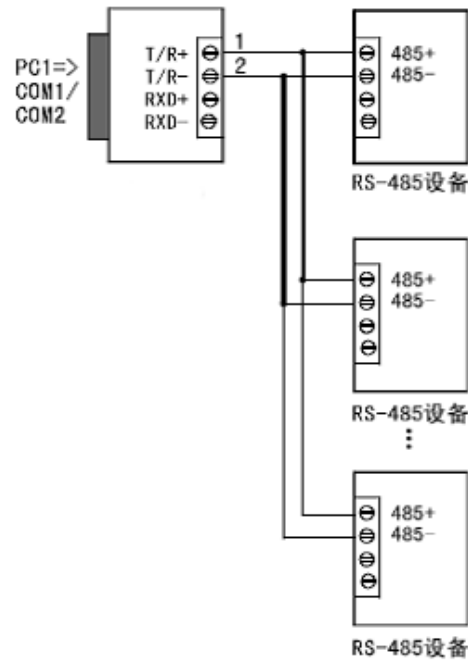 PC1=>
COM1/
COM2
T/R+
T/R-
RXD+
RXD-
1
2
485+
485-
RS-485设备
485+
485-
RS-485设备
485+
485-
RS-485设备